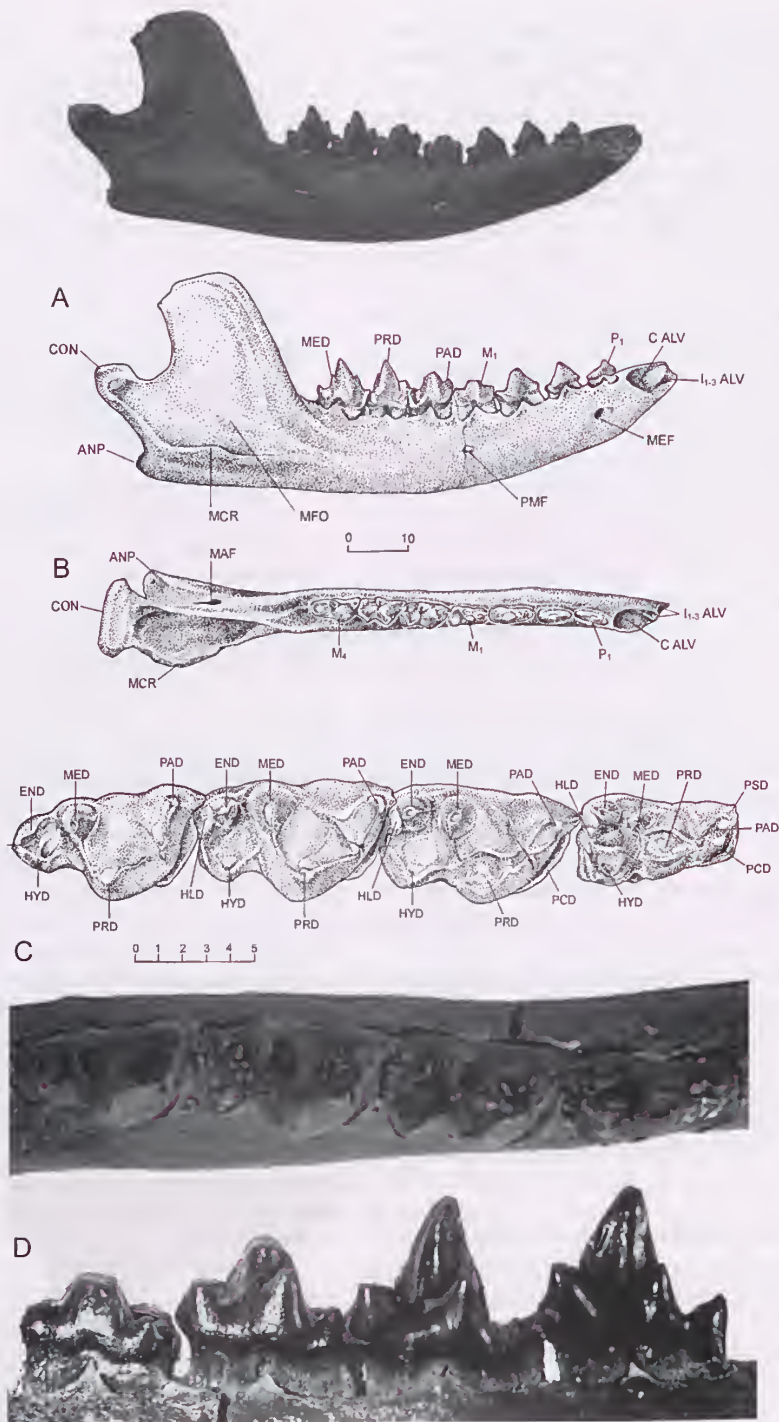 A
CON
MED
PRD
PAD
M1
P1
C ALV
I1-3 ALV
ANP
MCR
MFO
PMF
MEF
0 10
B
ANP
MAF
CON
MCR
M4
M1
P1
I1-3 ALV
C ALV
END
MED
PAD
END
MED
PAD
END
MED
PAD
HLD
END
MED
PRD
PSD
PAD
PCD
HYD
PRD
HLD
HYD
PRD
HLD
HYD
PRD
PCD
HYD
0 1 2 3 4 5
C
D